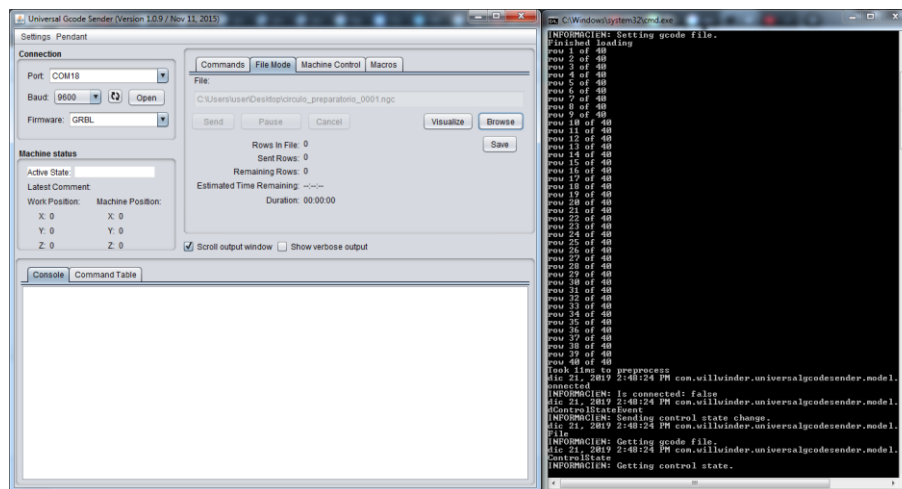 Universal Gcode Sender (Version 1.0.9 / Nov 11, 2015)
Settings Pendant
Connection
Port: COM18
Baud: 9600 Open
Firmware: GRBL
Machine status
Active State:
Latest Comment:
Work Position: Machine Position:
X: 0 X: 0
Y: 0 Y: 0
Z: 0 Z: 0
Commands File Mode Machine Control Macros
File:
C:\Users\user\Desktop\circulo_preparatorio_0001.ngc
Send Pause Cancel Visualize Browse
Rows In File: 0 Save
Sent Rows: 0
Remaining Rows: 0
Estimated Time Remaining: --:--:--
Duration: 00:00:00
Scroll output window Show verbose output
Console Command Table
C:\Windows\system32\cmd.exe
INFORMACIEN: Setting gcode file.
Finished loading
row 1 of 40
row 2 of 40
row 3 of 40
row 4 of 40
row 5 of 40
row 6 of 40
row 7 of 40
row 8 of 40
row 9 of 40
row 10 of 40
row 11 of 40
row 12 of 40
row 13 of 40
row 14 of 40
row 15 of 40
row 16 of 40
row 17 of 40
row 18 of 40
row 19 of 40
row 20 of 40
row 21 of 40
row 22 of 40
row 23 of 40
row 24 of 40
row 25 of 40
row 26 of 40
row 27 of 40
row 28 of 40
row 29 of 40
row 30 of 40
row 31 of 40
row 32 of 40
row 33 of 40
row 34 of 40
row 35 of 40
row 36 of 40
row 37 of 40
row 38 of 40
row 39 of 40
row 40 of 40
Took 11ms to preprocess
dic 21, 2019 2:48:24 PM com.willwinder.universalgcodesender.model.
onnected
INFORMACIEN: Is connected: false
dic 21, 2019 2:48:24 PM com.willwinder.universalgcodesender.model.
dControlStateEvent
INFORMACIEN: Sending control state change.
dic 21, 2019 2:48:24 PM com.willwinder.universalgcodesender.model.
File
INFORMACIEN: Getting gcode file.
dic 21, 2019 2:48:24 PM com.willwinder.universalgcodesender.model.
ControlState
INFORMACIEN: Getting control state.